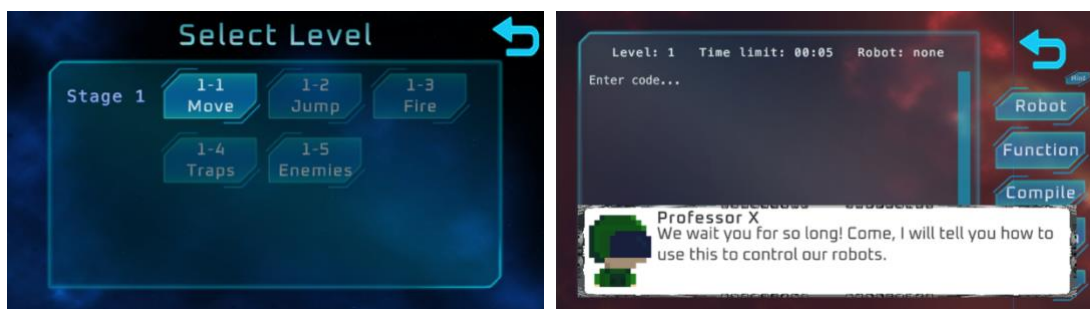 Select Level
Stage 1
1-1
Move
1-2
Jump
1-3
Fire
1-4
Traps
1-5
Enemies
Level: 1 Time limit: 00:05 Robot: none
Enter code...
Hint
Robot
Function
Compile
Professor X
We wait you for so long! Come, I will tell you how to
use this to control our robots.